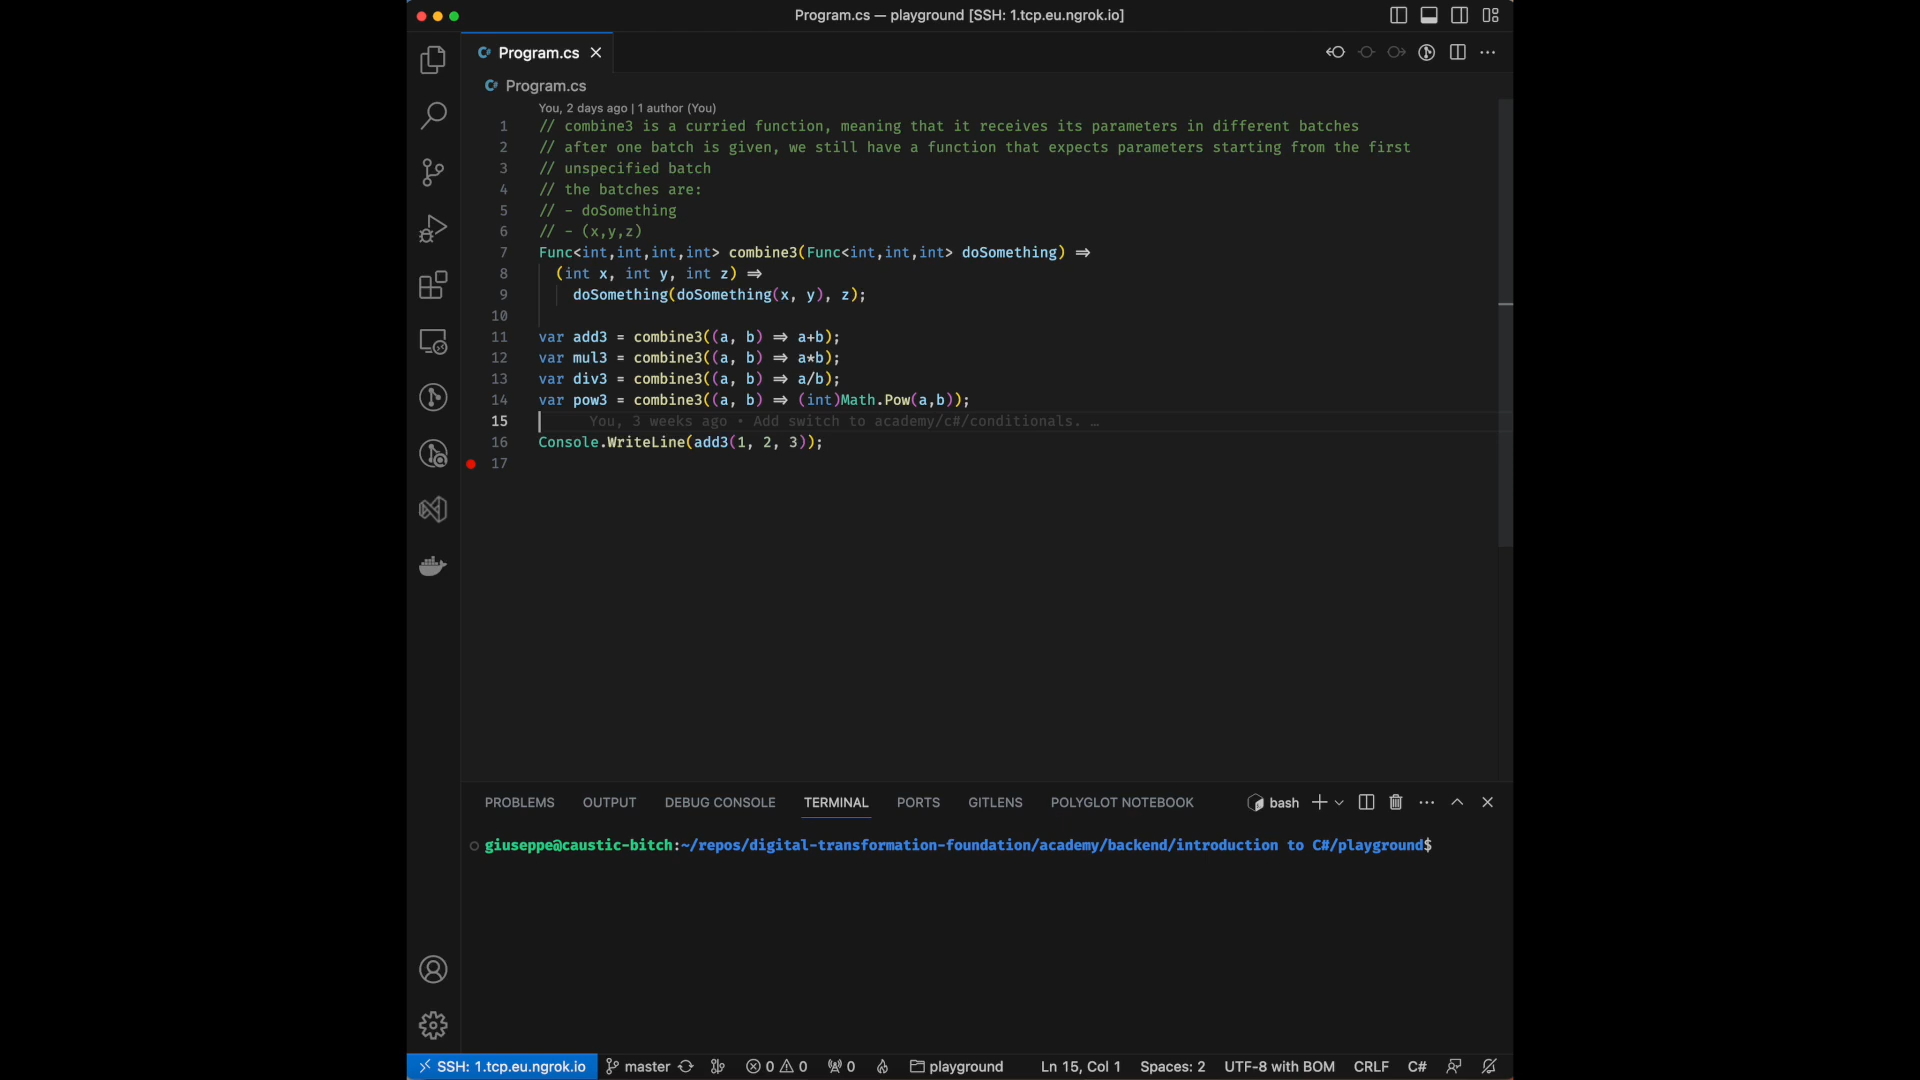 Program.cs — playground [SSH: 1.tcp.eu.ngrok.io]
Program.cs
Program.cs
You, 2 days ago | 1 author (You)
1 // combine3 is a curried function, meaning that it receives its parameters in different batches
2 // after one batch is given, we still have a function that expects parameters starting from the first
3 // unspecified batch
4 // the batches are:
5 // - doSomething
6 // - (x,y,z)
7 Func<int,int,int,int> combine3(Func<int,int,int> doSomething) =>
8 (int x, int y, int z) =>
9 doSomething(doSomething(x, y), z);
10
11 var add3 = combine3((a, b) => a+b);
12 var mul3 = combine3((a, b) => a*b);
13 var div3 = combine3((a, b) => a/b);
14 var pow3 = combine3((a, b) => (int)Math.Pow(a,b));
15 You, 3 weeks ago • Add switch to academy/c#/conditionals. …
16 Console.WriteLine(add3(1, 2, 3));
17
PROBLEMS OUTPUT DEBUG CONSOLE TERMINAL PORTS GITLENS POLYGLOT NOTEBOOK bash
giuseppe@caustic-bitch:~/repos/digital-transformation-foundation/academy/backend/introduction to C#/playground$
SSH: 1.tcp.eu.ngrok.io master 0 0 0 playground Ln 15, Col 1 Spaces: 2 UTF-8 with BOM CRLF C#